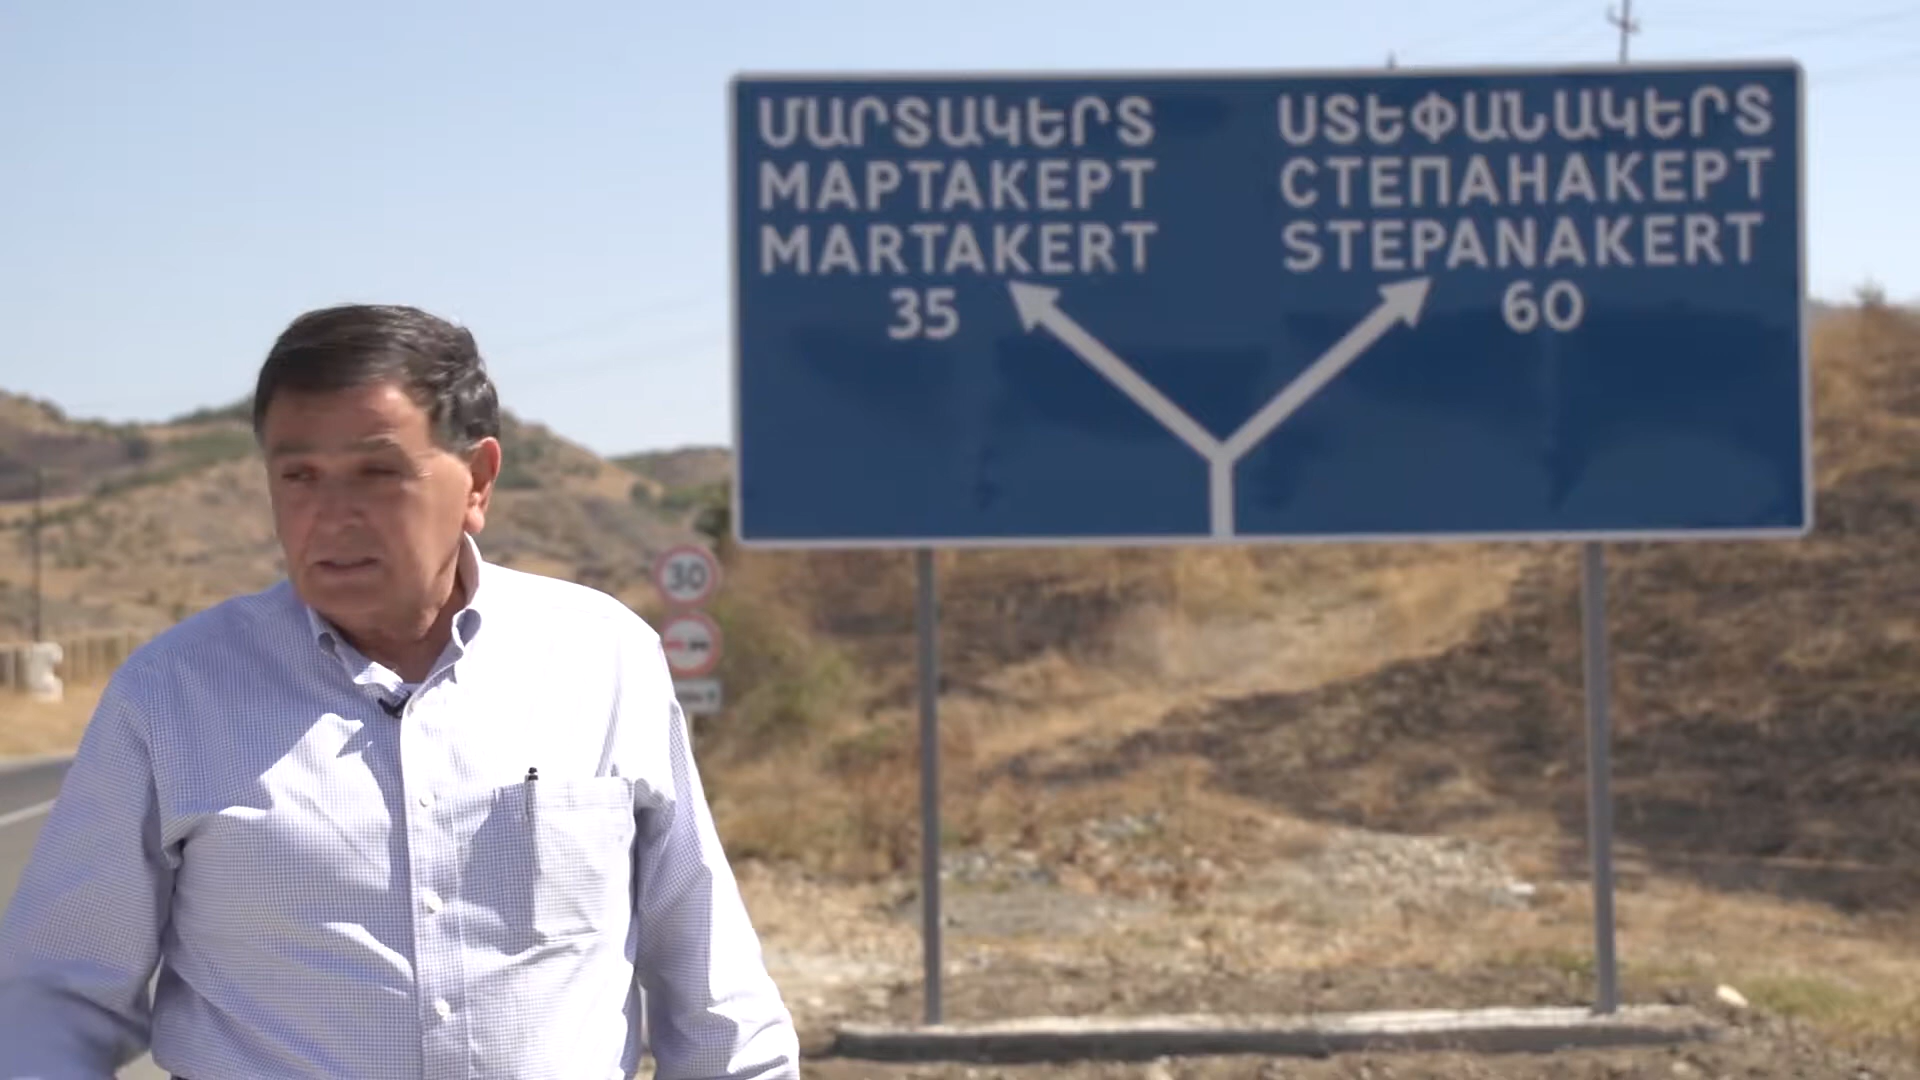 ՄԱՐՏԱԿԵՐՏ
МАРТАКЕРТ
MARTAKERT
35
ՍՏԵՓԱՆԱԿԵՐՏ
СТЕПАНАКЕРТ
STEPANAKERT
60
30